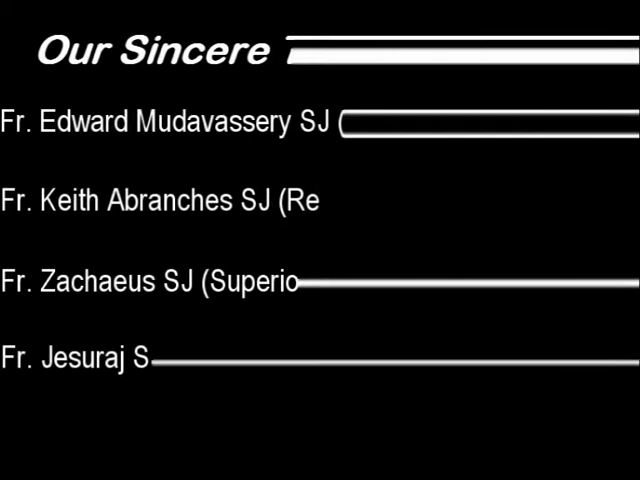 Our Sincere
Fr. Edward Mudavassery SJ (
Fr. Keith Abranches SJ (Re
Fr. Zachaeus SJ (Superio
Fr. Jesuraj S